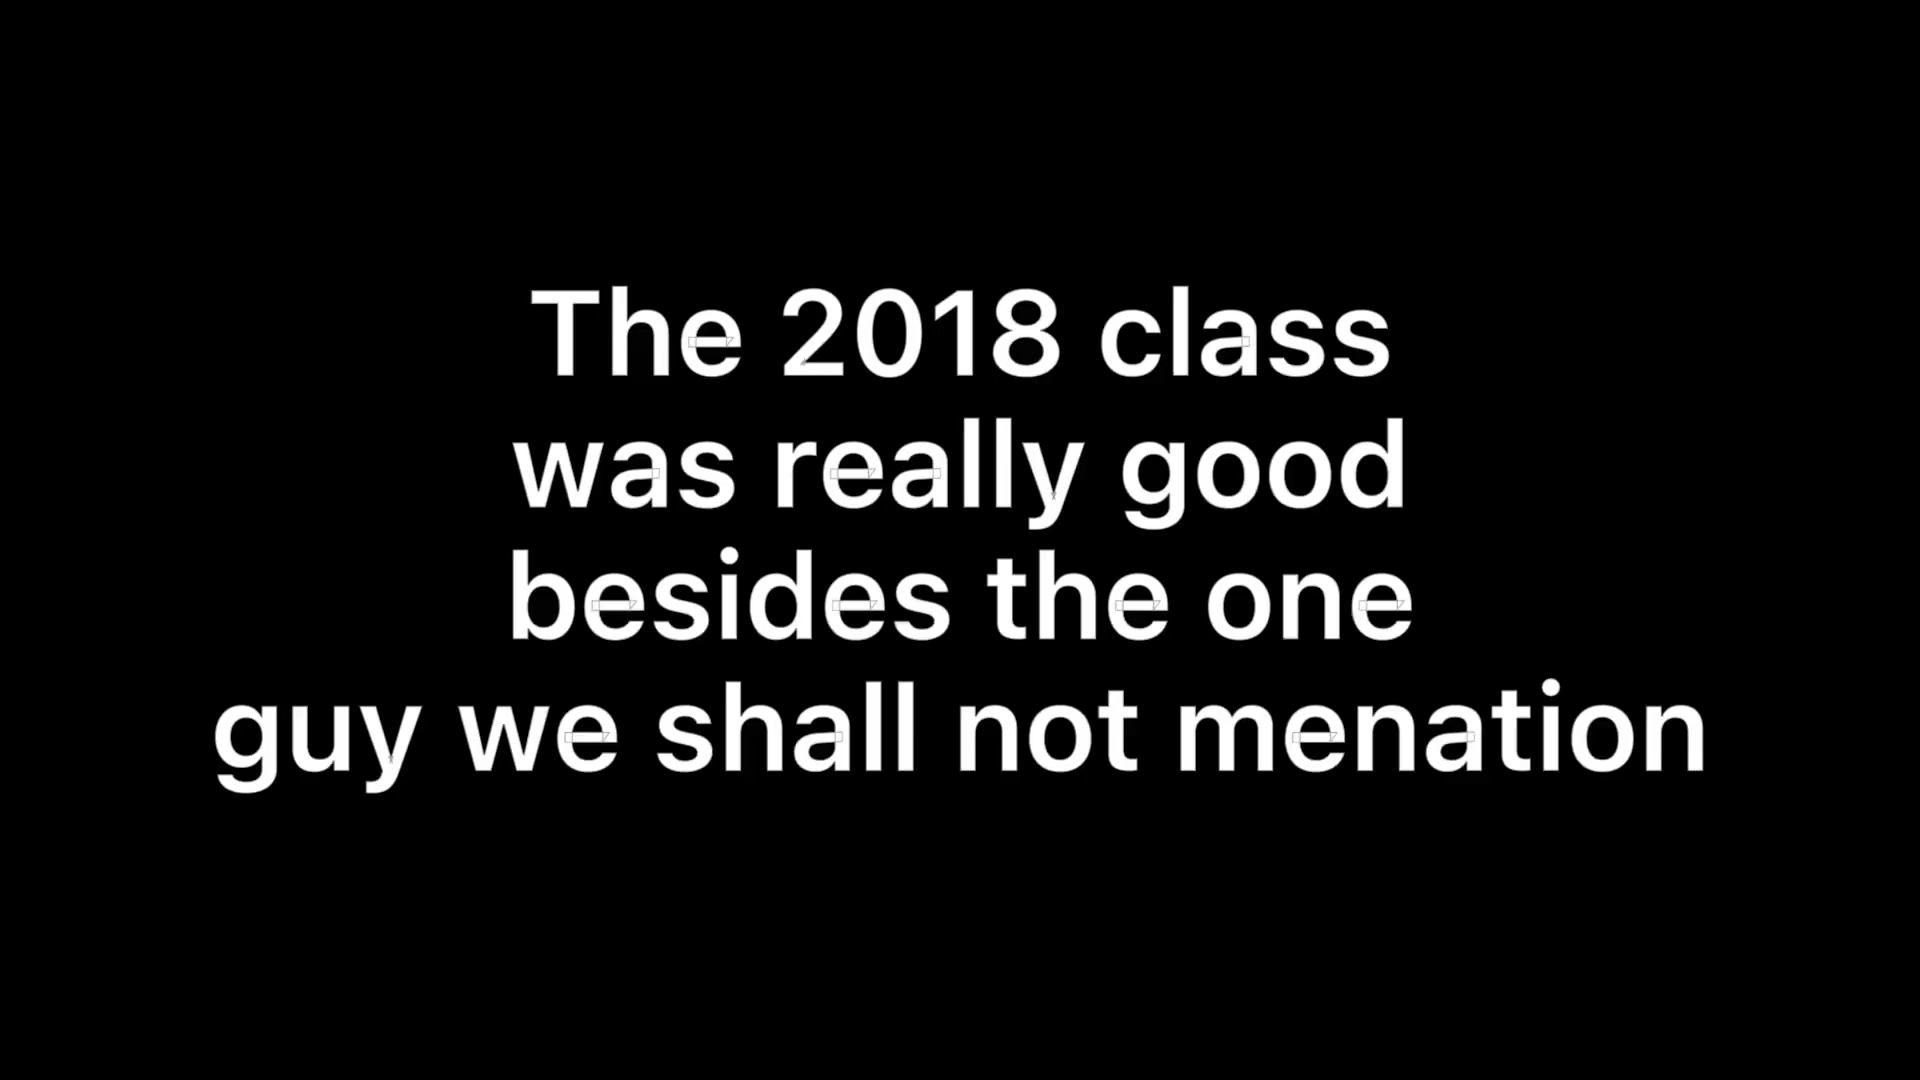 The 2018 class
was really good
besides the one
guy we shall not menation